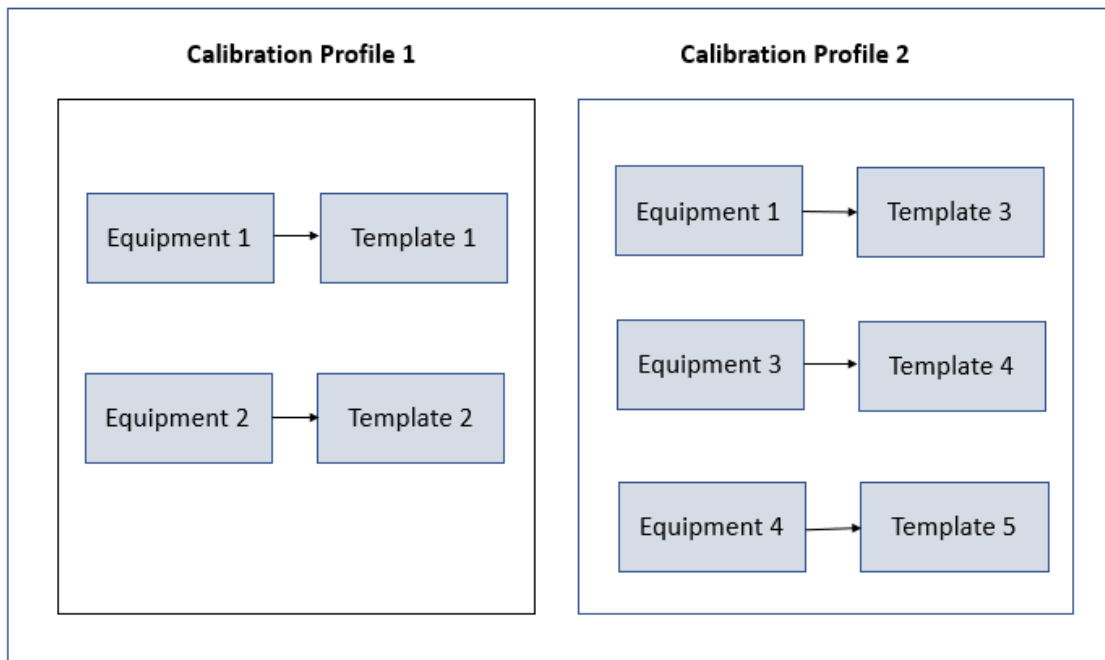 Calibration Profile 1
Equipment 1
Template 1
Equipment 2
Template 2
Calibration Profile 2
Equipment 1
Template 3
Equipment 3
Template 4
Equipment 4
Template 5